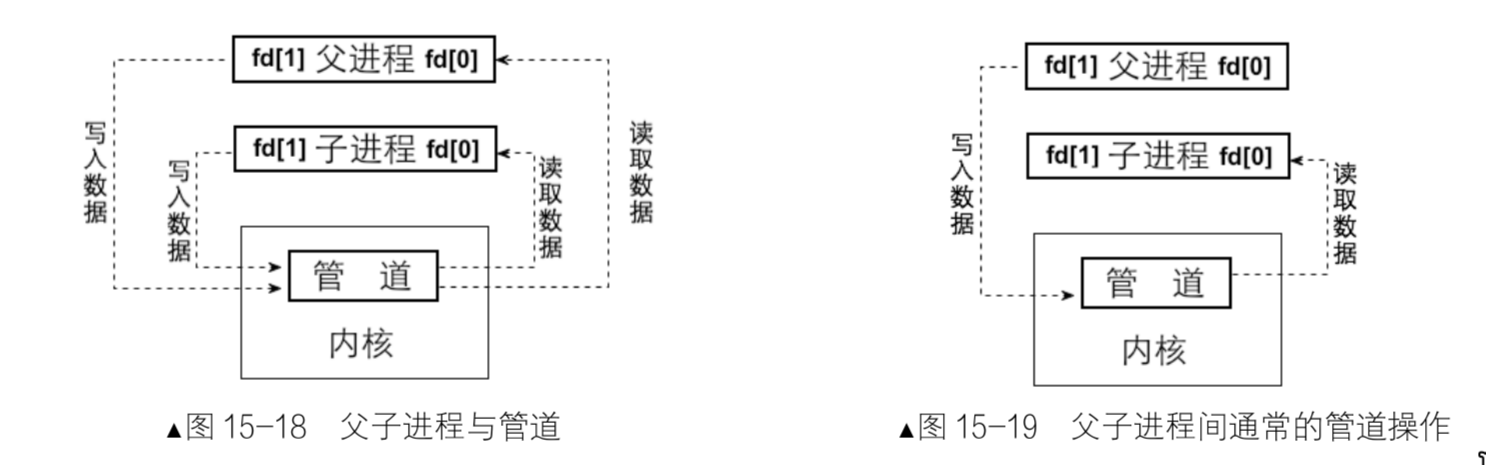 fd[1] 父进程 fd[0]
fd[1] 子进程 fd[0]
写入数据
写入数据
读取数据
读取数据
管 道
内核
▲图 15-18 父子进程与管道
fd[1] 父进程 fd[0]
fd[1] 子进程 fd[0]
写入数据
读取数据
管 道
内核
▲图 15-19 父子进程间通常的管道操作